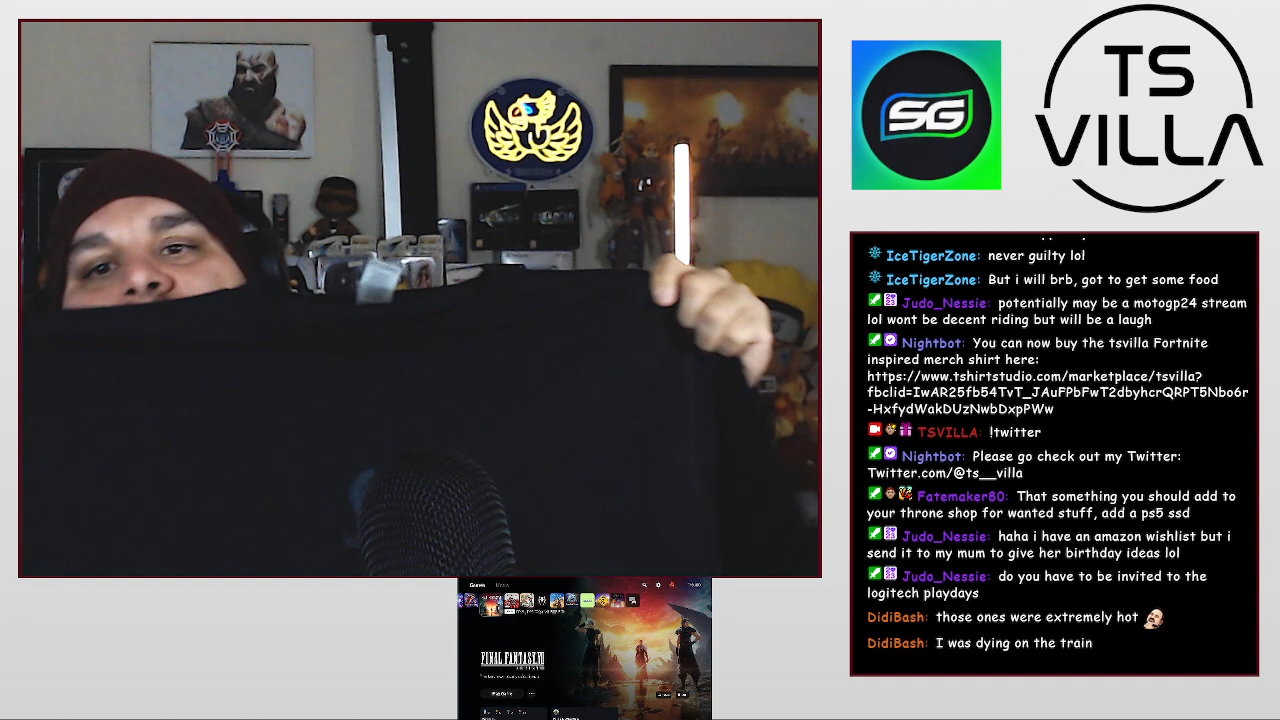 SG
TS
VILLA
IceTigerZone: never guilty lol
IceTigerZone: But i will brb, got to get some food
Judo_Nessie: potentially may be a motogp24 stream
lol wont be decent riding but will be a laugh
Nightbot: You can now buy the tsvilla Fortnite
inspired merch shirt here:
https://www.tshirtstudio.com/marketplace/tsvilla?
fbclid=IwAR25fb54TvT_JAuFPbFwT2dbyhcrQRPT5Nbo6r
-HxfydWakDUzNwbDxpPWw
TSVILLA: !twitter
Nightbot: Please go check out my Twitter:
Twitter.com/@ts__villa
Fatemaker80: That something you should add to
your throne shop for wanted stuff, add a ps5 ssd
Judo_Nessie: haha i have an amazon wishlist but i
send it to my mum to give her birthday ideas lol
Judo_Nessie: do you have to be invited to the
logitech playdays
DidiBash: those ones were extremely hot
DidiBash: I was dying on the train
Games
FINAL FANTASY VII
Play Game